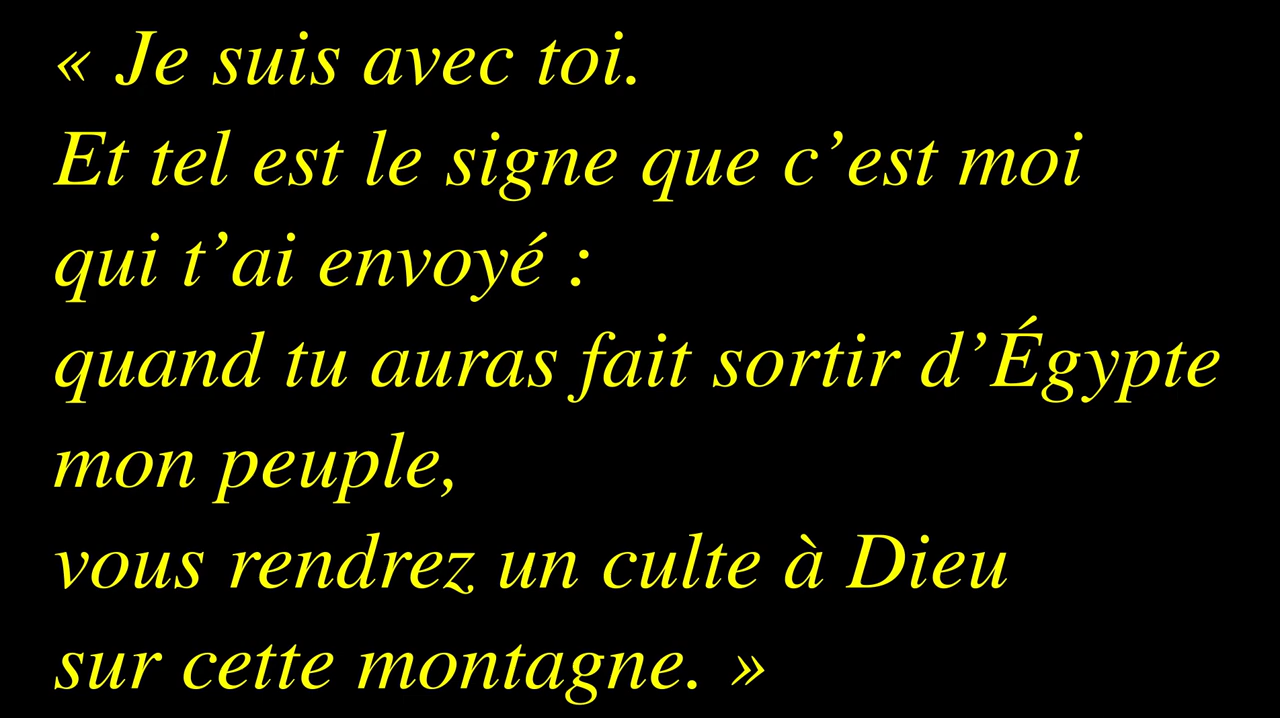 « Je suis avec toi.
Et tel est le signe que c’est moi
qui t’ai envoyé :
quand tu auras fait sortir d’Égypte
mon peuple,
vous rendrez un culte à Dieu
sur cette montagne. »